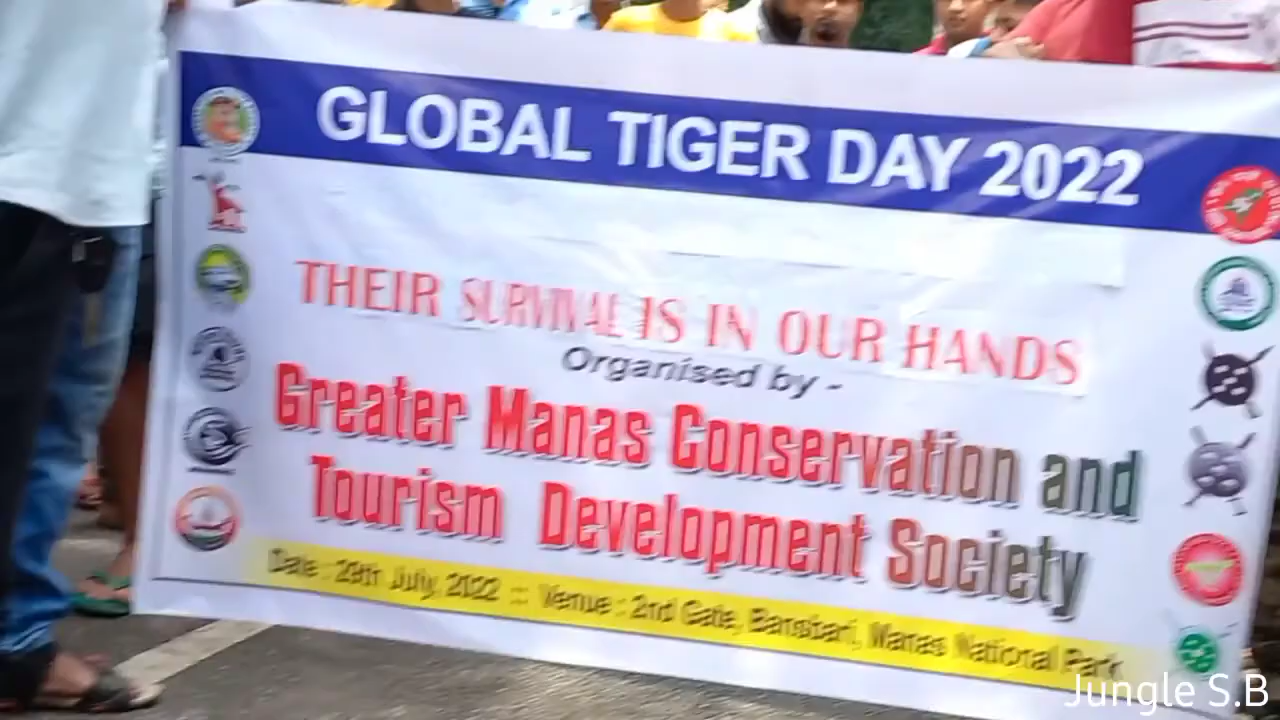 GLOBAL TIGER DAY 2022
THEIR SURVIVAL IS IN OUR HANDS
Organised by -
Greater Manas Conservation and
Tourism Development Society
Date : 29th July, 2022 :: Venue : 2nd Gate, Bansbari, Manas National Park
Jungle S.B